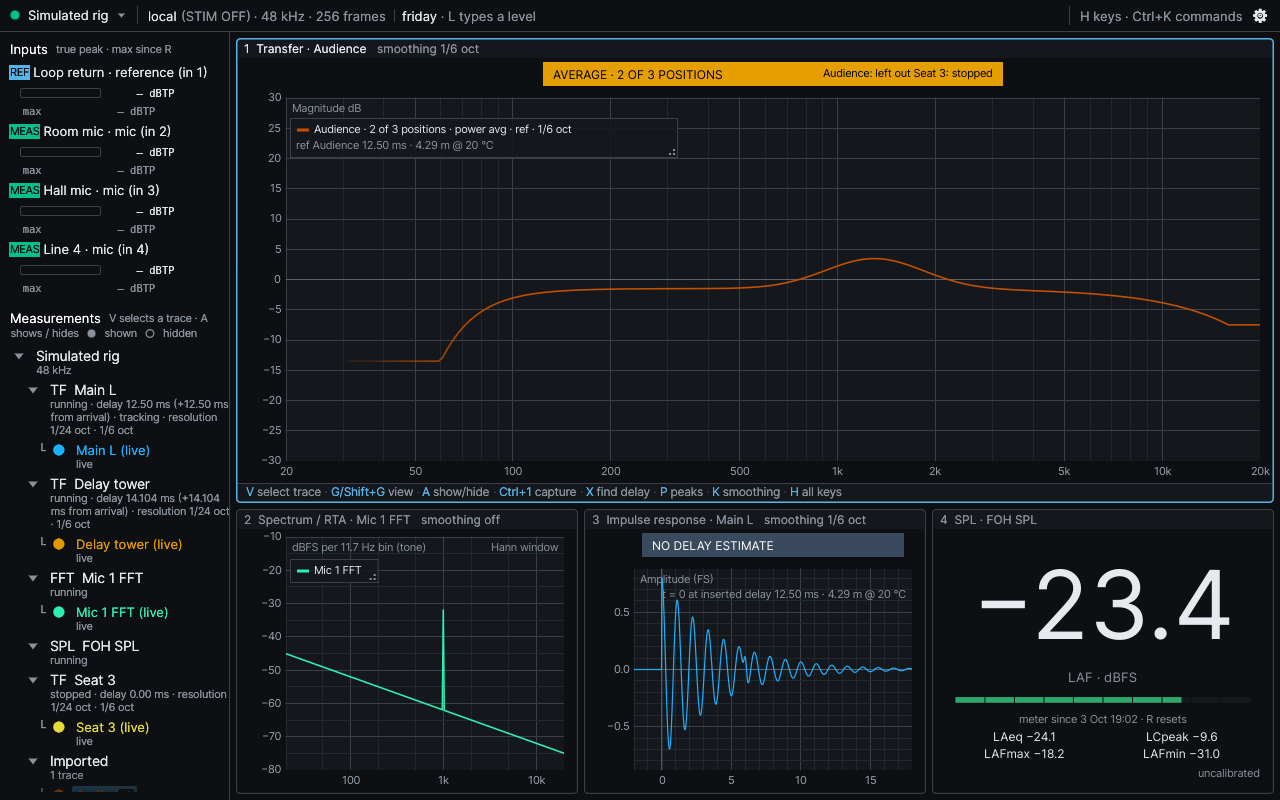 Simulated rig
local (STIM OFF) · 48 kHz · 256 frames
friday · L types a level
H keys · Ctrl+K commands
Inputs true peak · max since R
REF Loop return · reference (in 1)
– dBTP
max – dBTP
MEAS Room mic · mic (in 2)
– dBTP
max – dBTP
MEAS Hall mic · mic (in 3)
– dBTP
max – dBTP
MEAS Line 4 · mic (in 4)
– dBTP
max – dBTP
Measurements V selects a trace · A
shows / hides shown hidden
Simulated rig
48 kHz
TF Main L
running · delay 12.50 ms (+12.50 ms
from arrival) · tracking · resolution
1/24 oct · 1/6 oct
Main L (live)
live
TF Delay tower
running · delay 14.104 ms (+14.104
ms from arrival) · resolution 1/24 oct
· 1/6 oct
Delay tower (live)
live
FFT Mic 1 FFT
running
Mic 1 FFT (live)
live
SPL FOH SPL
running
TF Seat 3
stopped · delay 0.00 ms · resolution
1/24 oct · 1/6 oct
Seat 3 (live)
live
Imported
1 trace
1 Transfer · Audience smoothing 1/6 oct
AVERAGE · 2 OF 3 POSITIONS
Audience: left out Seat 3: stopped
Magnitude dB
Audience · 2 of 3 positions · power avg · ref · 1/6 oct
ref Audience 12.50 ms · 4.29 m @ 20 °C
30
25
20
15
10
5
0
−5
−10
−15
−20
−25
−30
20 50 100 200 500 1k 2k 5k 10k 20k
V select trace · G/Shift+G view · A show/hide · Ctrl+1 capture · X find delay · P peaks · K smoothing · H all keys
2 Spectrum / RTA · Mic 1 FFT smoothing off
dBFS per 11.7 Hz bin (tone)
Hann window
Mic 1 FFT
−10
−20
−30
−40
−50
−60
−70
−80
100 1k 10k
3 Impulse response · Main L smoothing 1/6 oct
NO DELAY ESTIMATE
Amplitude (FS)
t = 0 at inserted delay 12.50 ms · 4.29 m @ 20 °C
0.5
0.0
−0.5
0 5 10 15
4 SPL · FOH SPL
−23.4
LAF · dBFS
meter since 3 Oct 19:02 · R resets
LAeq −24.1 LCpeak −9.6
LAFmax −18.2 LAFmin −31.0
uncalibrated